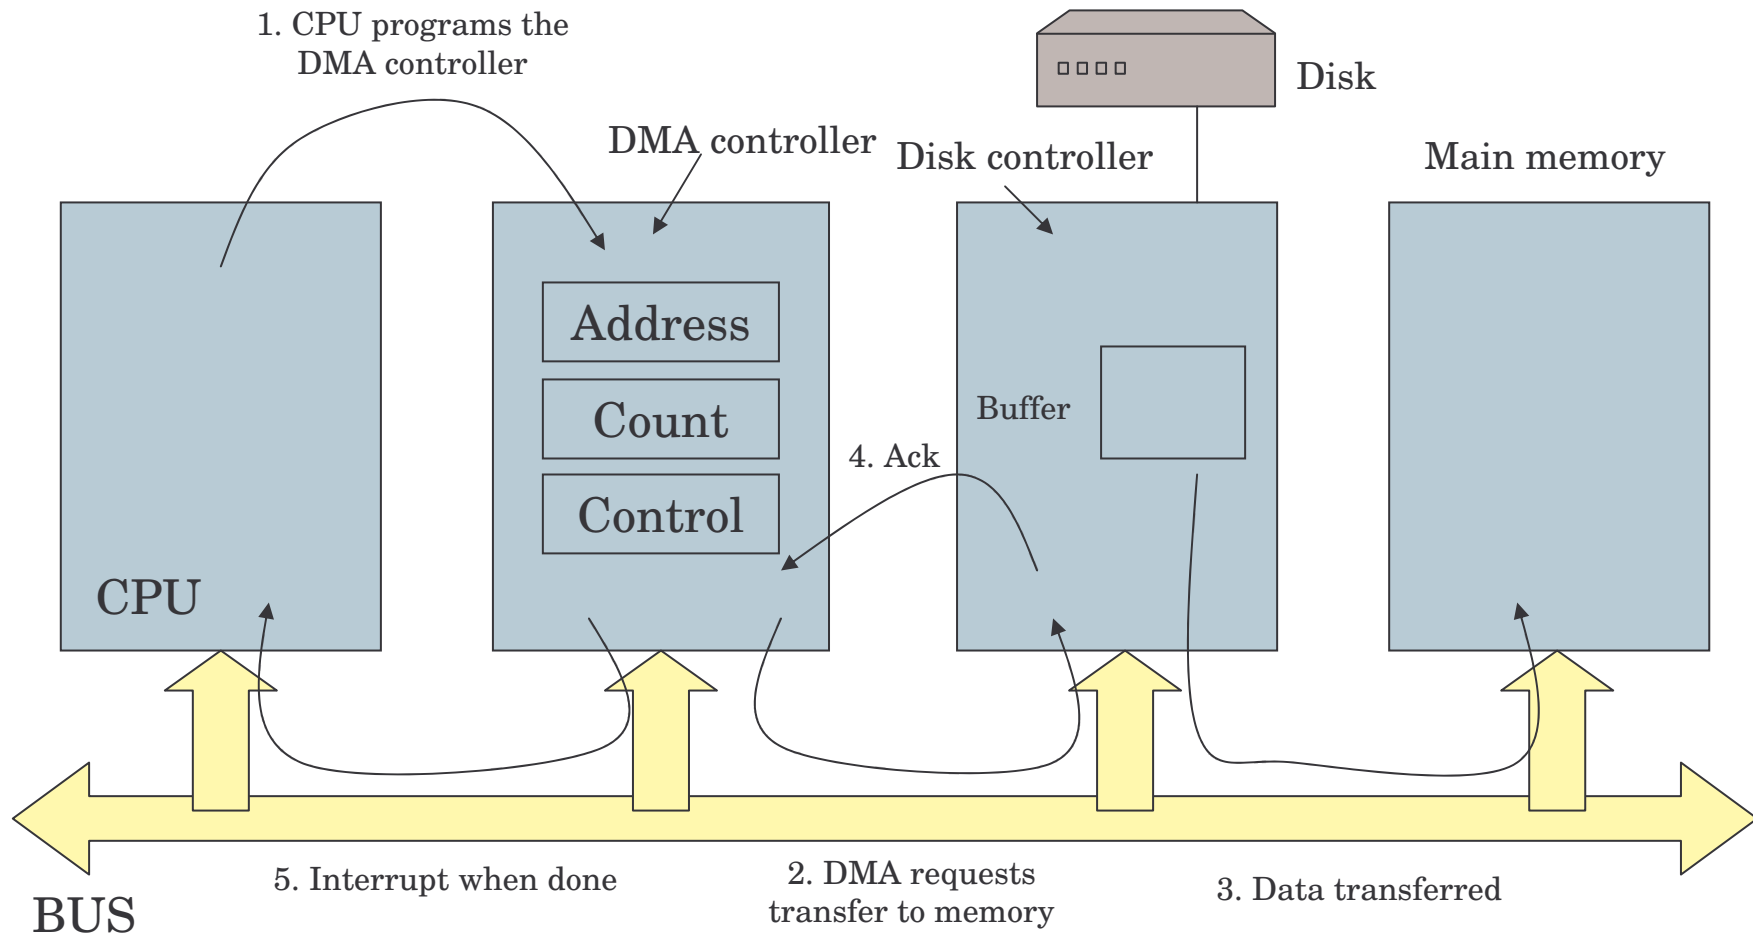 1. CPU programs the
DMA controller
Disk
DMA controller
Disk controller
Main memory
Address
Count
Control
Buffer
4. Ack
CPU
5. Interrupt when done
2. DMA requests
transfer to memory
3. Data transferred
BUS